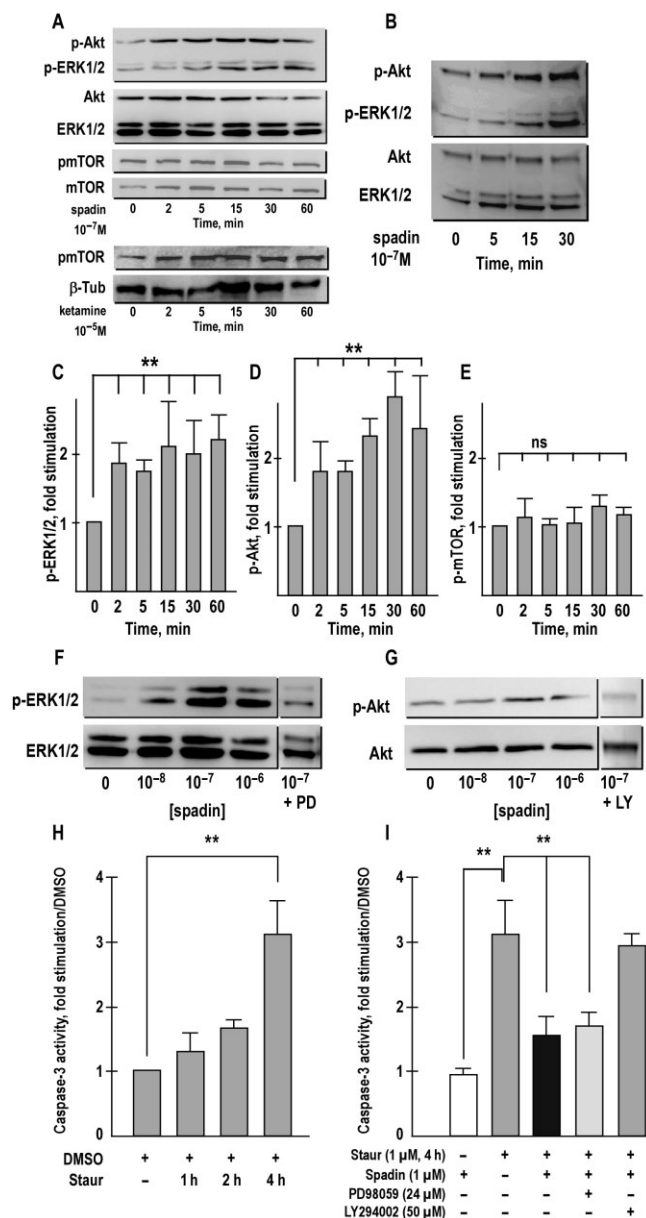 A
p-Akt
p-ERK1/2
Akt
ERK1/2
pmTOR
mTOR
spadin 0 2 5 15 30 60
10⁻⁷M Time, min
pmTOR
β-Tub
ketamine 0 2 5 15 30 60
10⁻⁵M Time, min
B
p-Akt
p-ERK1/2
Akt
ERK1/2
spadin 0 5 15 30
10⁻⁷M
Time, min
C
**
p-ERK1/2, fold stimulation
2
1
0 2 5 15 30 60
Time, min
D
**
p-Akt, fold stimulation
2
1
0 2 5 15 30 60
Time, min
E
ns
p-mTOR, fold stimulation
2
1
0 2 5 15 30 60
Time, min
F
p-ERK1/2
ERK1/2
0 10⁻⁸ 10⁻⁷ 10⁻⁶ 10⁻⁷
+ PD
[spadin]
G
p-Akt
Akt
0 10⁻⁸ 10⁻⁷ 10⁻⁶ 10⁻⁷
+ LY
[spadin]
H
**
Caspase-3 activity, fold stimulation/DMSO
4
3
2
1
0
DMSO + + + +
Staur – 1 h 2 h 4 h
I
** **
Caspase-3 activity, fold stimulation/DMSO
4
3
2
1
0
Staur (1 µM, 4 h) – + + + +
Spadin (1 µM) + – + + +
PD98059 (24 µM) – – – + –
LY294002 (50 µM) – – – – +